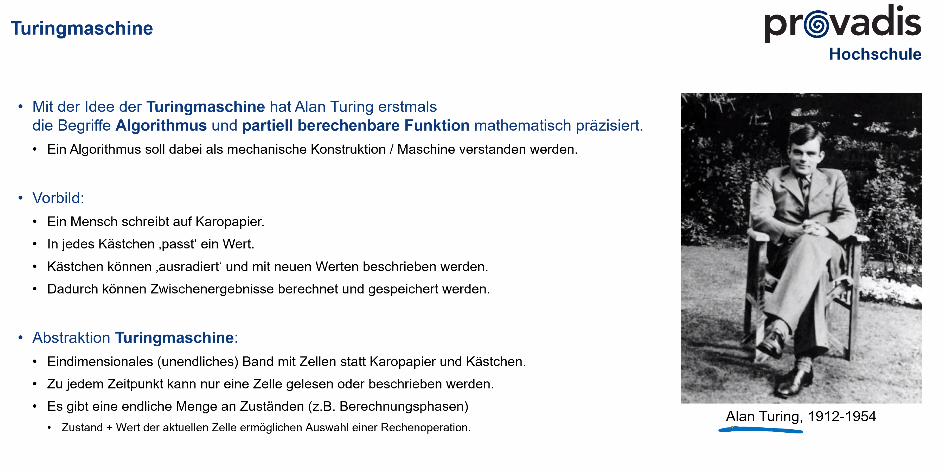 Turingmaschine
provadis
Hochschule
• Mit der Idee der Turingmaschine hat Alan Turing erstmals
die Begriffe Algorithmus und partiell berechenbare Funktion mathematisch präzisiert.
• Ein Algorithmus soll dabei als mechanische Konstruktion / Maschine verstanden werden.
• Vorbild:
• Ein Mensch schreibt auf Karopapier.
• In jedes Kästchen ‚passt‘ ein Wert.
• Kästchen können ‚ausradiert‘ und mit neuen Werten beschrieben werden.
• Dadurch können Zwischenergebnisse berechnet und gespeichert werden.
• Abstraktion Turingmaschine:
• Eindimensionales (unendliches) Band mit Zellen statt Karopapier und Kästchen.
• Zu jedem Zeitpunkt kann nur eine Zelle gelesen oder beschrieben werden.
• Es gibt eine endliche Menge an Zuständen (z.B. Berechnungsphasen)
• Zustand + Wert der aktuellen Zelle ermöglichen Auswahl einer Rechenoperation.
Alan Turing, 1912-1954